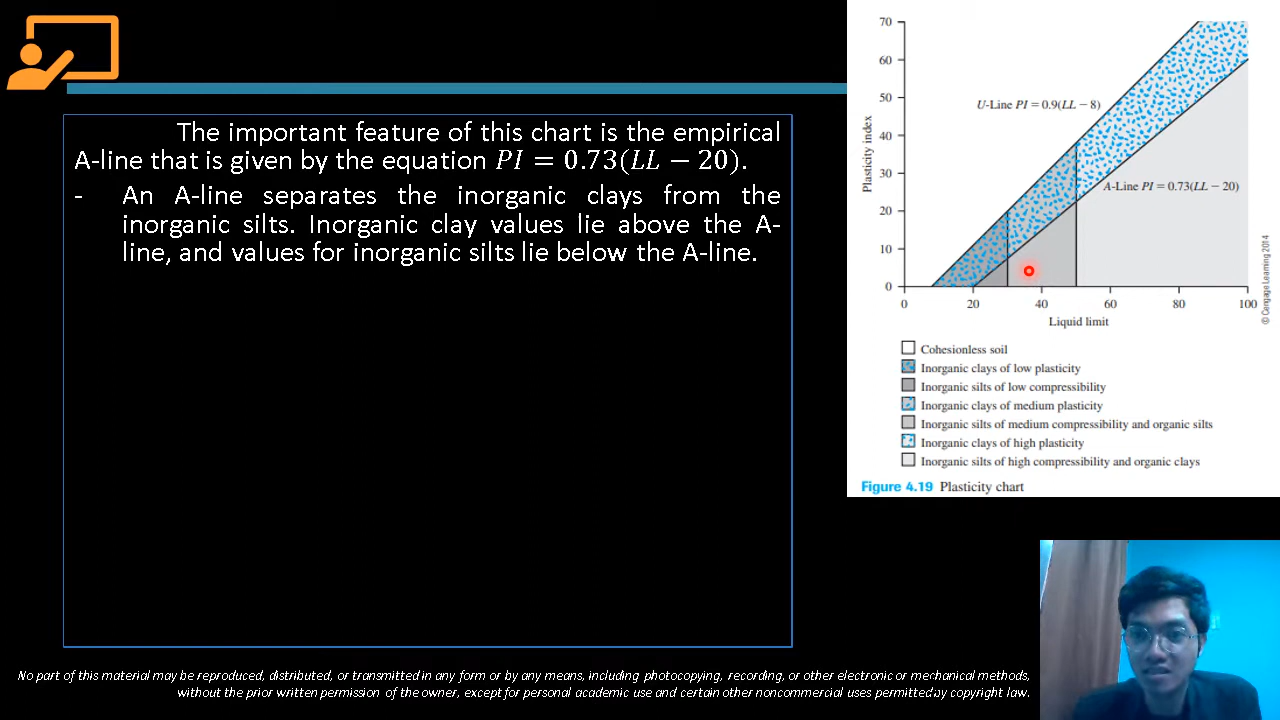 The important feature of this chart is the empirical
A-line that is given by the equation PI = 0.73(LL − 20).
- An A-line separates the inorganic clays from the
inorganic silts. Inorganic clay values lie above the A-
line, and values for inorganic silts lie below the A-line.
70
60
50
40
30
20
10
0
Plasticity index
U-Line PI = 0.9(LL − 8)
A-Line PI = 0.73(LL − 20)
0 20 40 60 80 100
Liquid limit
© Cengage Learning 2014
Cohesionless soil
Inorganic clays of low plasticity
Inorganic silts of low compressibility
Inorganic clays of medium plasticity
Inorganic silts of medium compressibility and organic silts
Inorganic clays of high plasticity
Inorganic silts of high compressibility and organic clays
Figure 4.19 Plasticity chart
No part of this material may be reproduced, distributed, or transmitted in any form or by any means, including photocopying, recording, or other electronic or mechanical methods,
without the prior written permission of the owner, except for personal academic use and certain other noncommercial uses permitted by copyright law.